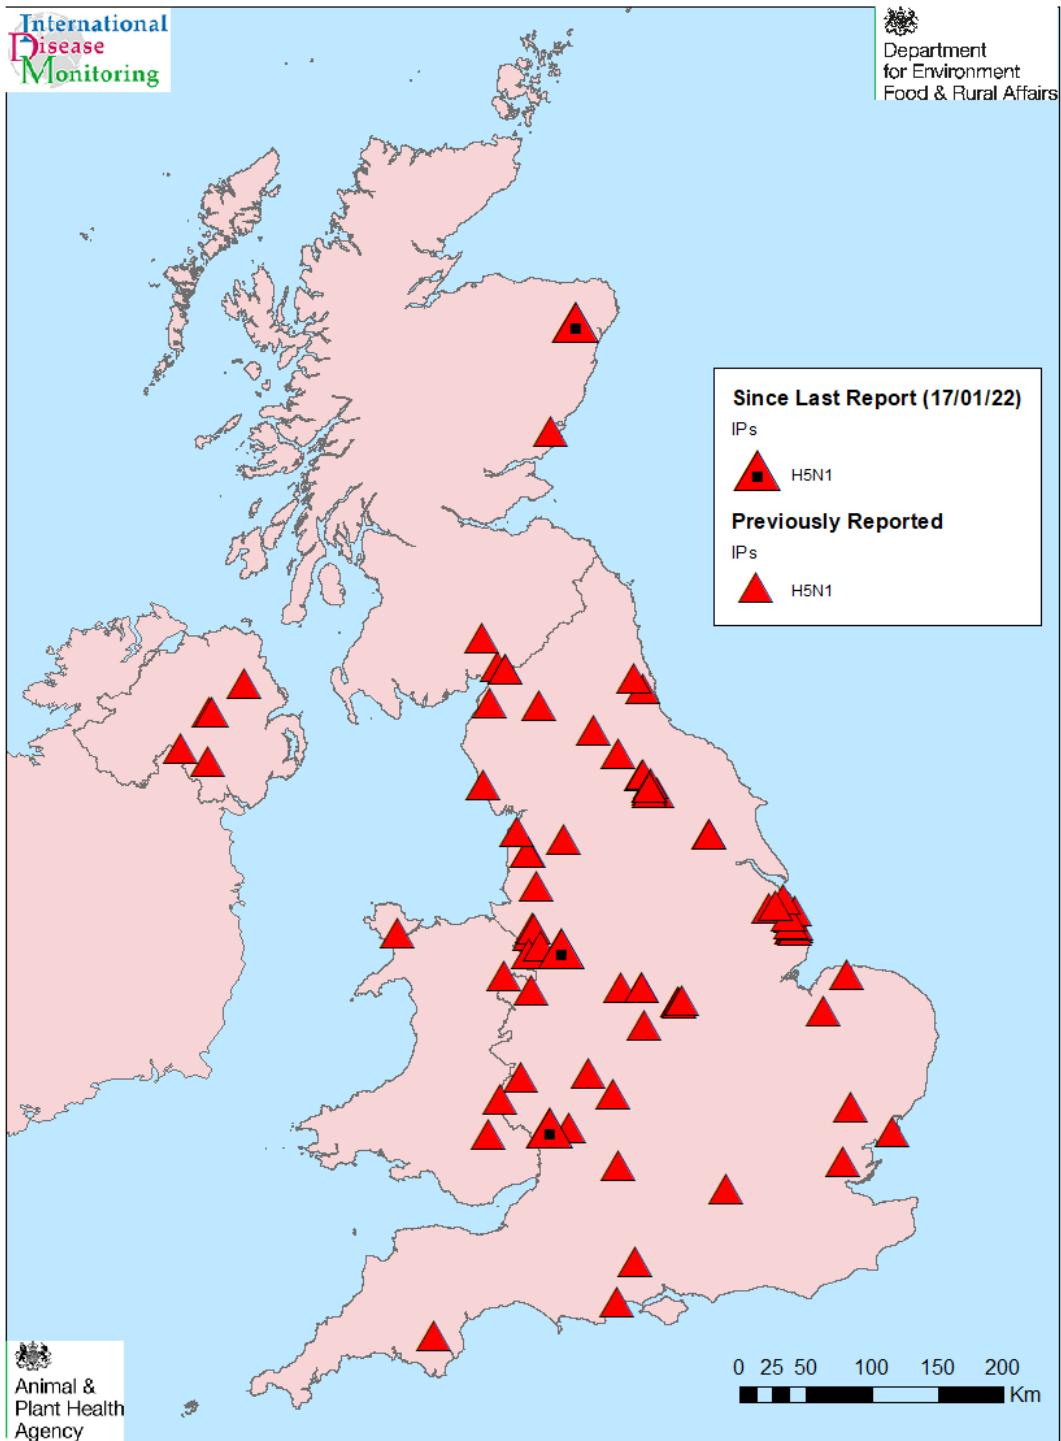 International
Disease
Monitoring
Department
for Environment
Food & Rural Affairs
Since Last Report (17/01/22)
IPs
H5N1
Previously Reported
IPs
H5N1
0 25 50 100 150 200
Km
Animal &
Plant Health
Agency